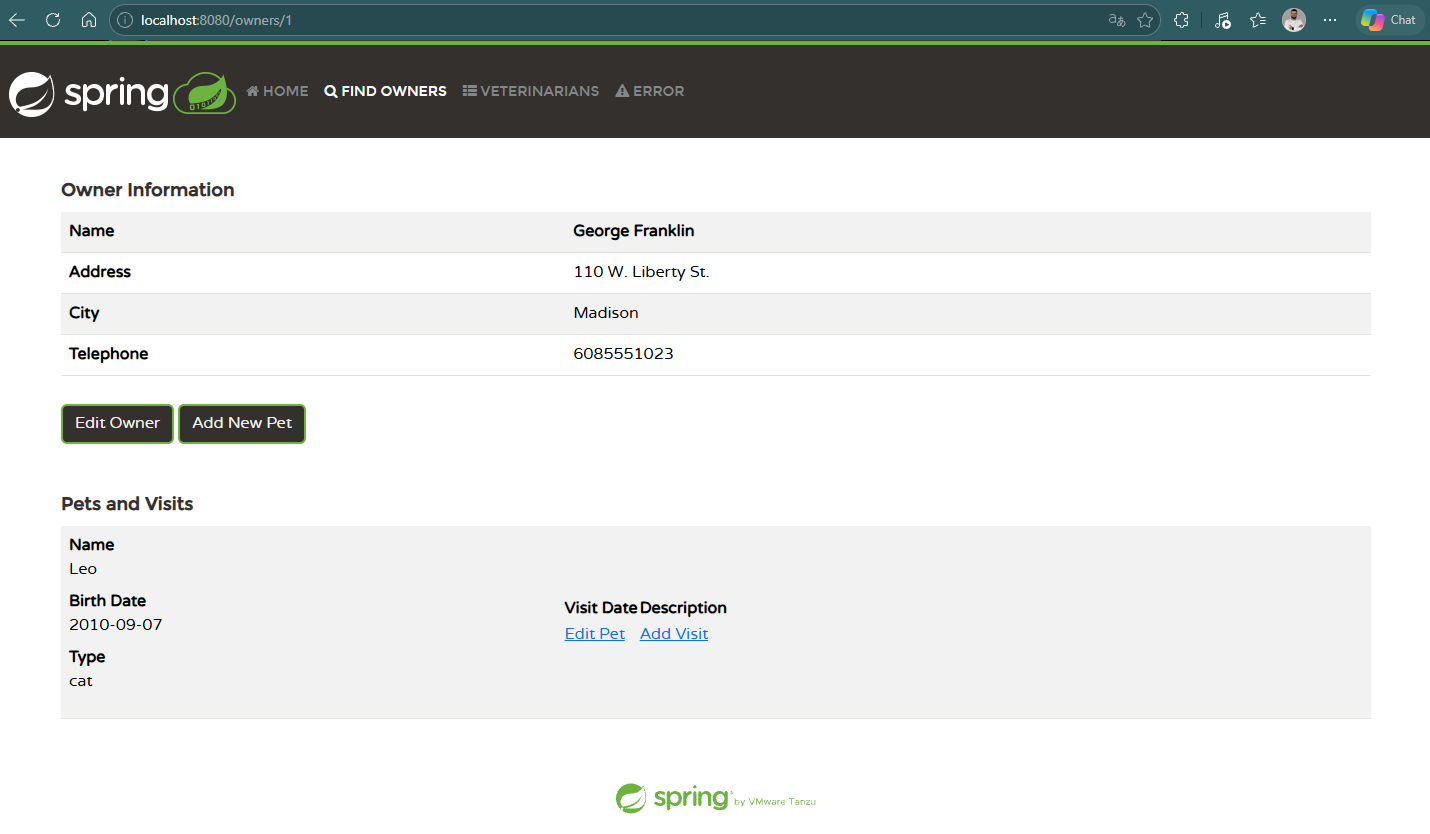 localhost:8080/owners/1
Chat
spring HOME FIND OWNERS VETERINARIANS ERROR
Owner Information
Name George Franklin
Address 110 W. Liberty St.
City Madison
Telephone 6085551023
Edit Owner Add New Pet
Pets and Visits
Name
Leo
Birth Date
2010-09-07
Type
cat
Visit Date Description
Edit Pet Add Visit
spring by VMware Tanzu